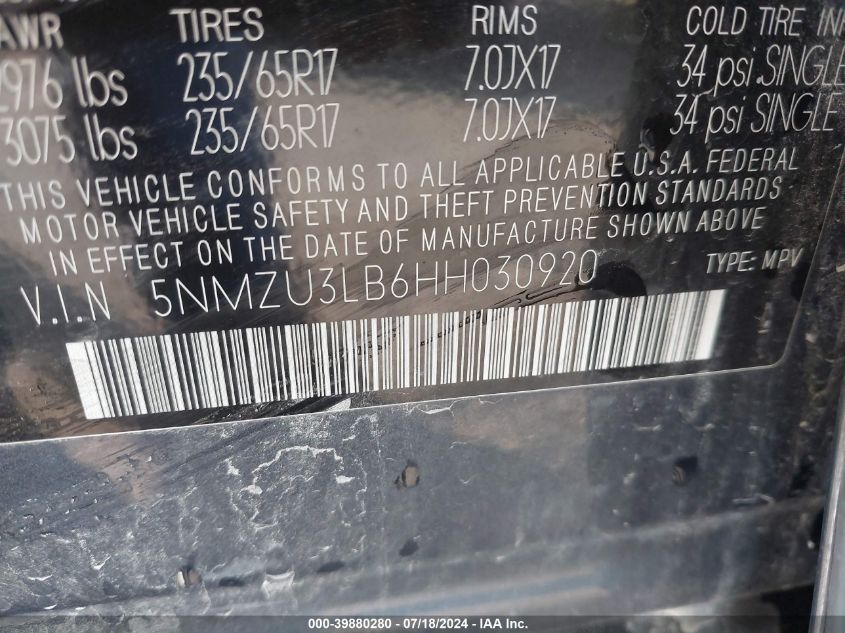 TIRES RIMS COLD TIRE
2976 lbs 235/65R17 7.0JX17 34 psi.SINGLE
3075 lbs 235/65R17 7.0JX17 34 psi SINGLE
THIS VEHICLE CONFORMS TO ALL APPLICABLE U.S.A. FEDERAL
MOTOR VEHICLE SAFETY AND THEFT PREVENTION STANDARDS
IN EFFECT ON THE DATE OF MANUFACTURE SHOWN ABOVE
V.I.N 5NMZU3LB6HH030920 TYPE: MPV
000-39880280 - 07/18/2024 - IAA Inc.